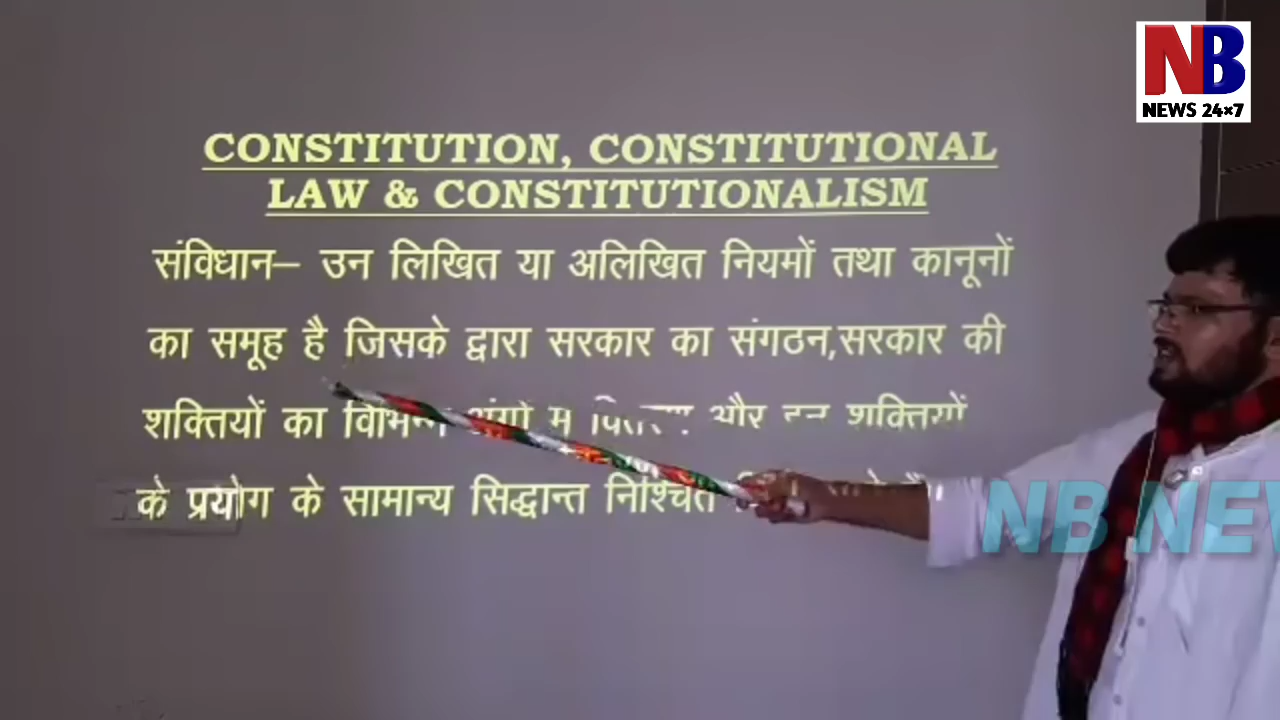 NB
NEWS 24×7
CONSTITUTION, CONSTITUTIONAL
LAW & CONSTITUTIONALISM
संविधान– उन लिखित या अलिखित नियमों तथा कानूनों
का समूह है जिसके द्वारा सरकार का संगठन,सरकार की
शक्तियों का और शक्तियों
के प्रयोग के सामान्य सिद्धान्त निश्चित
NB NEW